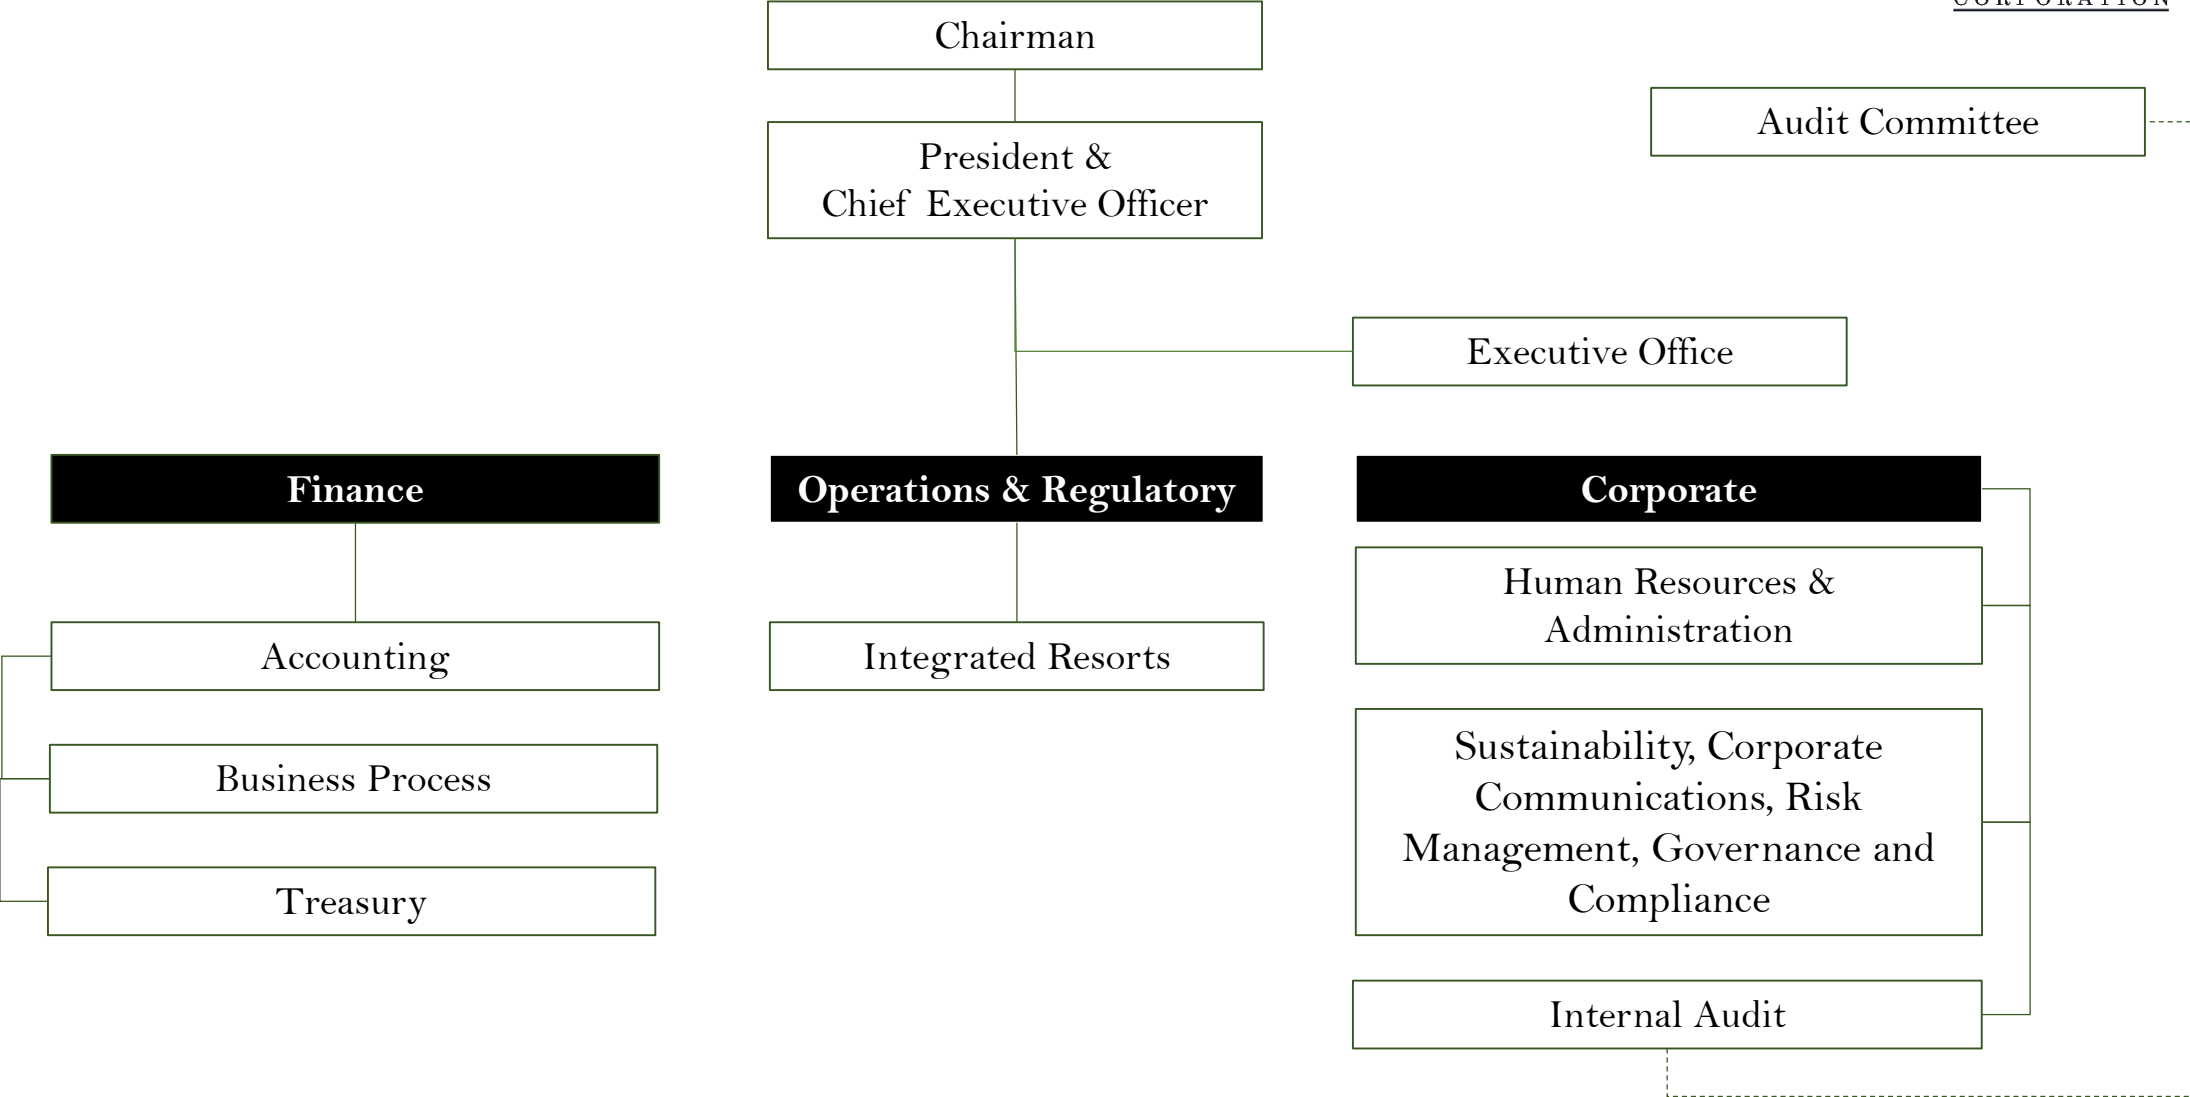 CORPORATION
Chairman
Audit Committee
President &
Chief Executive Officer
Executive Office
Finance
Operations & Regulatory
Corporate
Human Resources &
Administration
Accounting
Integrated Resorts
Sustainability, Corporate
Communications, Risk
Management, Governance and
Compliance
Business Process
Treasury
Internal Audit